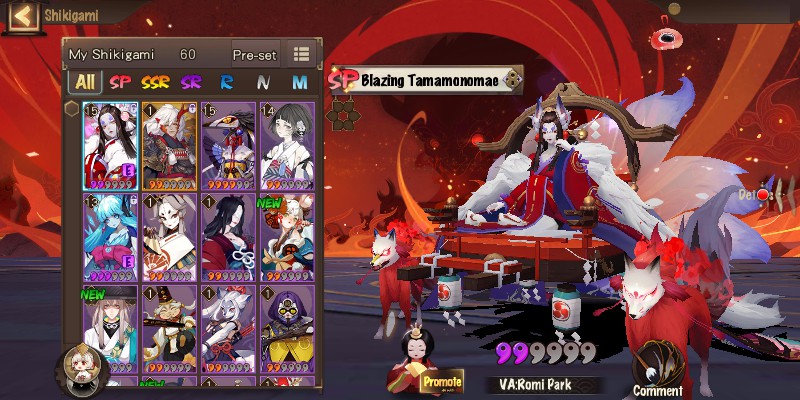 Shikigami
My Shikigami 60 Pre-set
All SP SSR SR R N M
SP Blazing Tamamonomae
15 1 15 14
13 1 1 NEW
NEW 1 1 1
NEW
Promote
VA:Romi Park
Comment